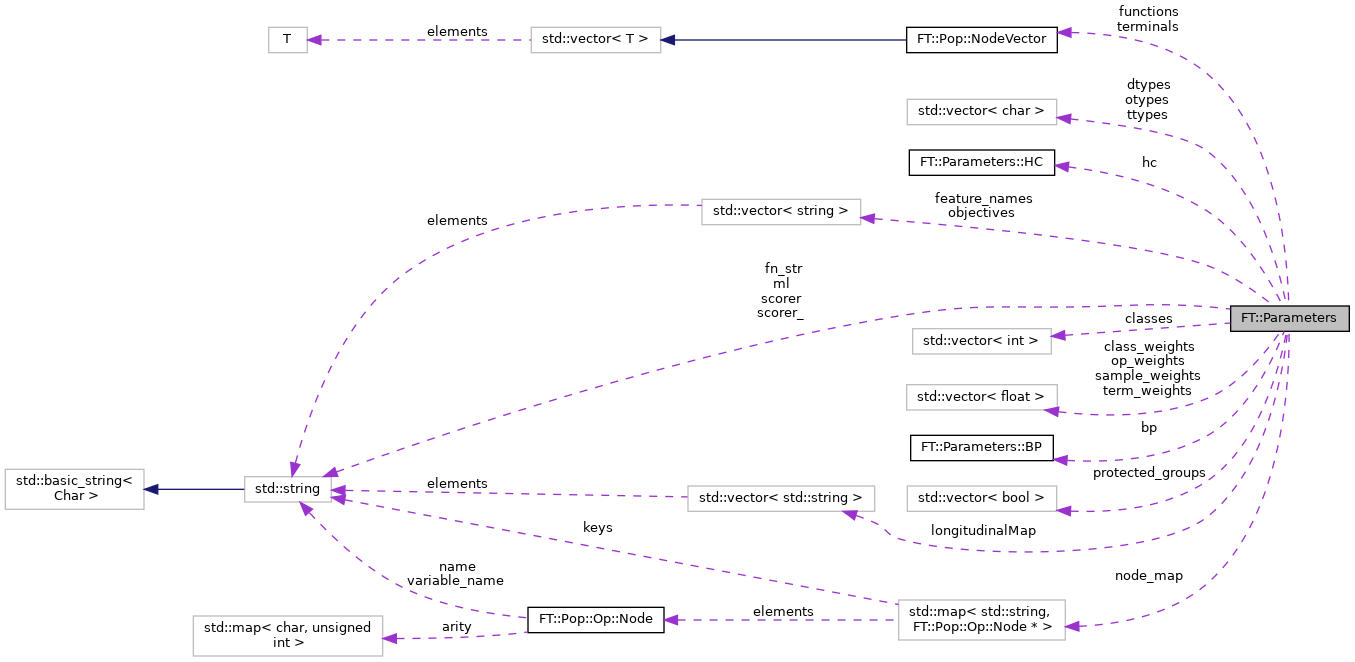 functions
terminals
elements
T
std::vector< T >
FT::Pop::NodeVector
dtypes
otypes
ttypes
std::vector< char >
FT::Parameters::HC
hc
feature_names
objectives
std::vector< string >
elements
fn_str
ml
scorer
scorer_
FT::Parameters
classes
std::vector< int >
class_weights
op_weights
sample_weights
term_weights
std::vector< float >
bp
FT::Parameters::BP
protected_groups
std::basic_string<
Char >
std::string
elements
std::vector< std::string >
std::vector< bool >
longitudinalMap
keys
name
variable_name
node_map
std::map< char, unsigned
int >
arity
FT::Pop::Op::Node
elements
std::map< std::string,
FT::Pop::Op::Node * >